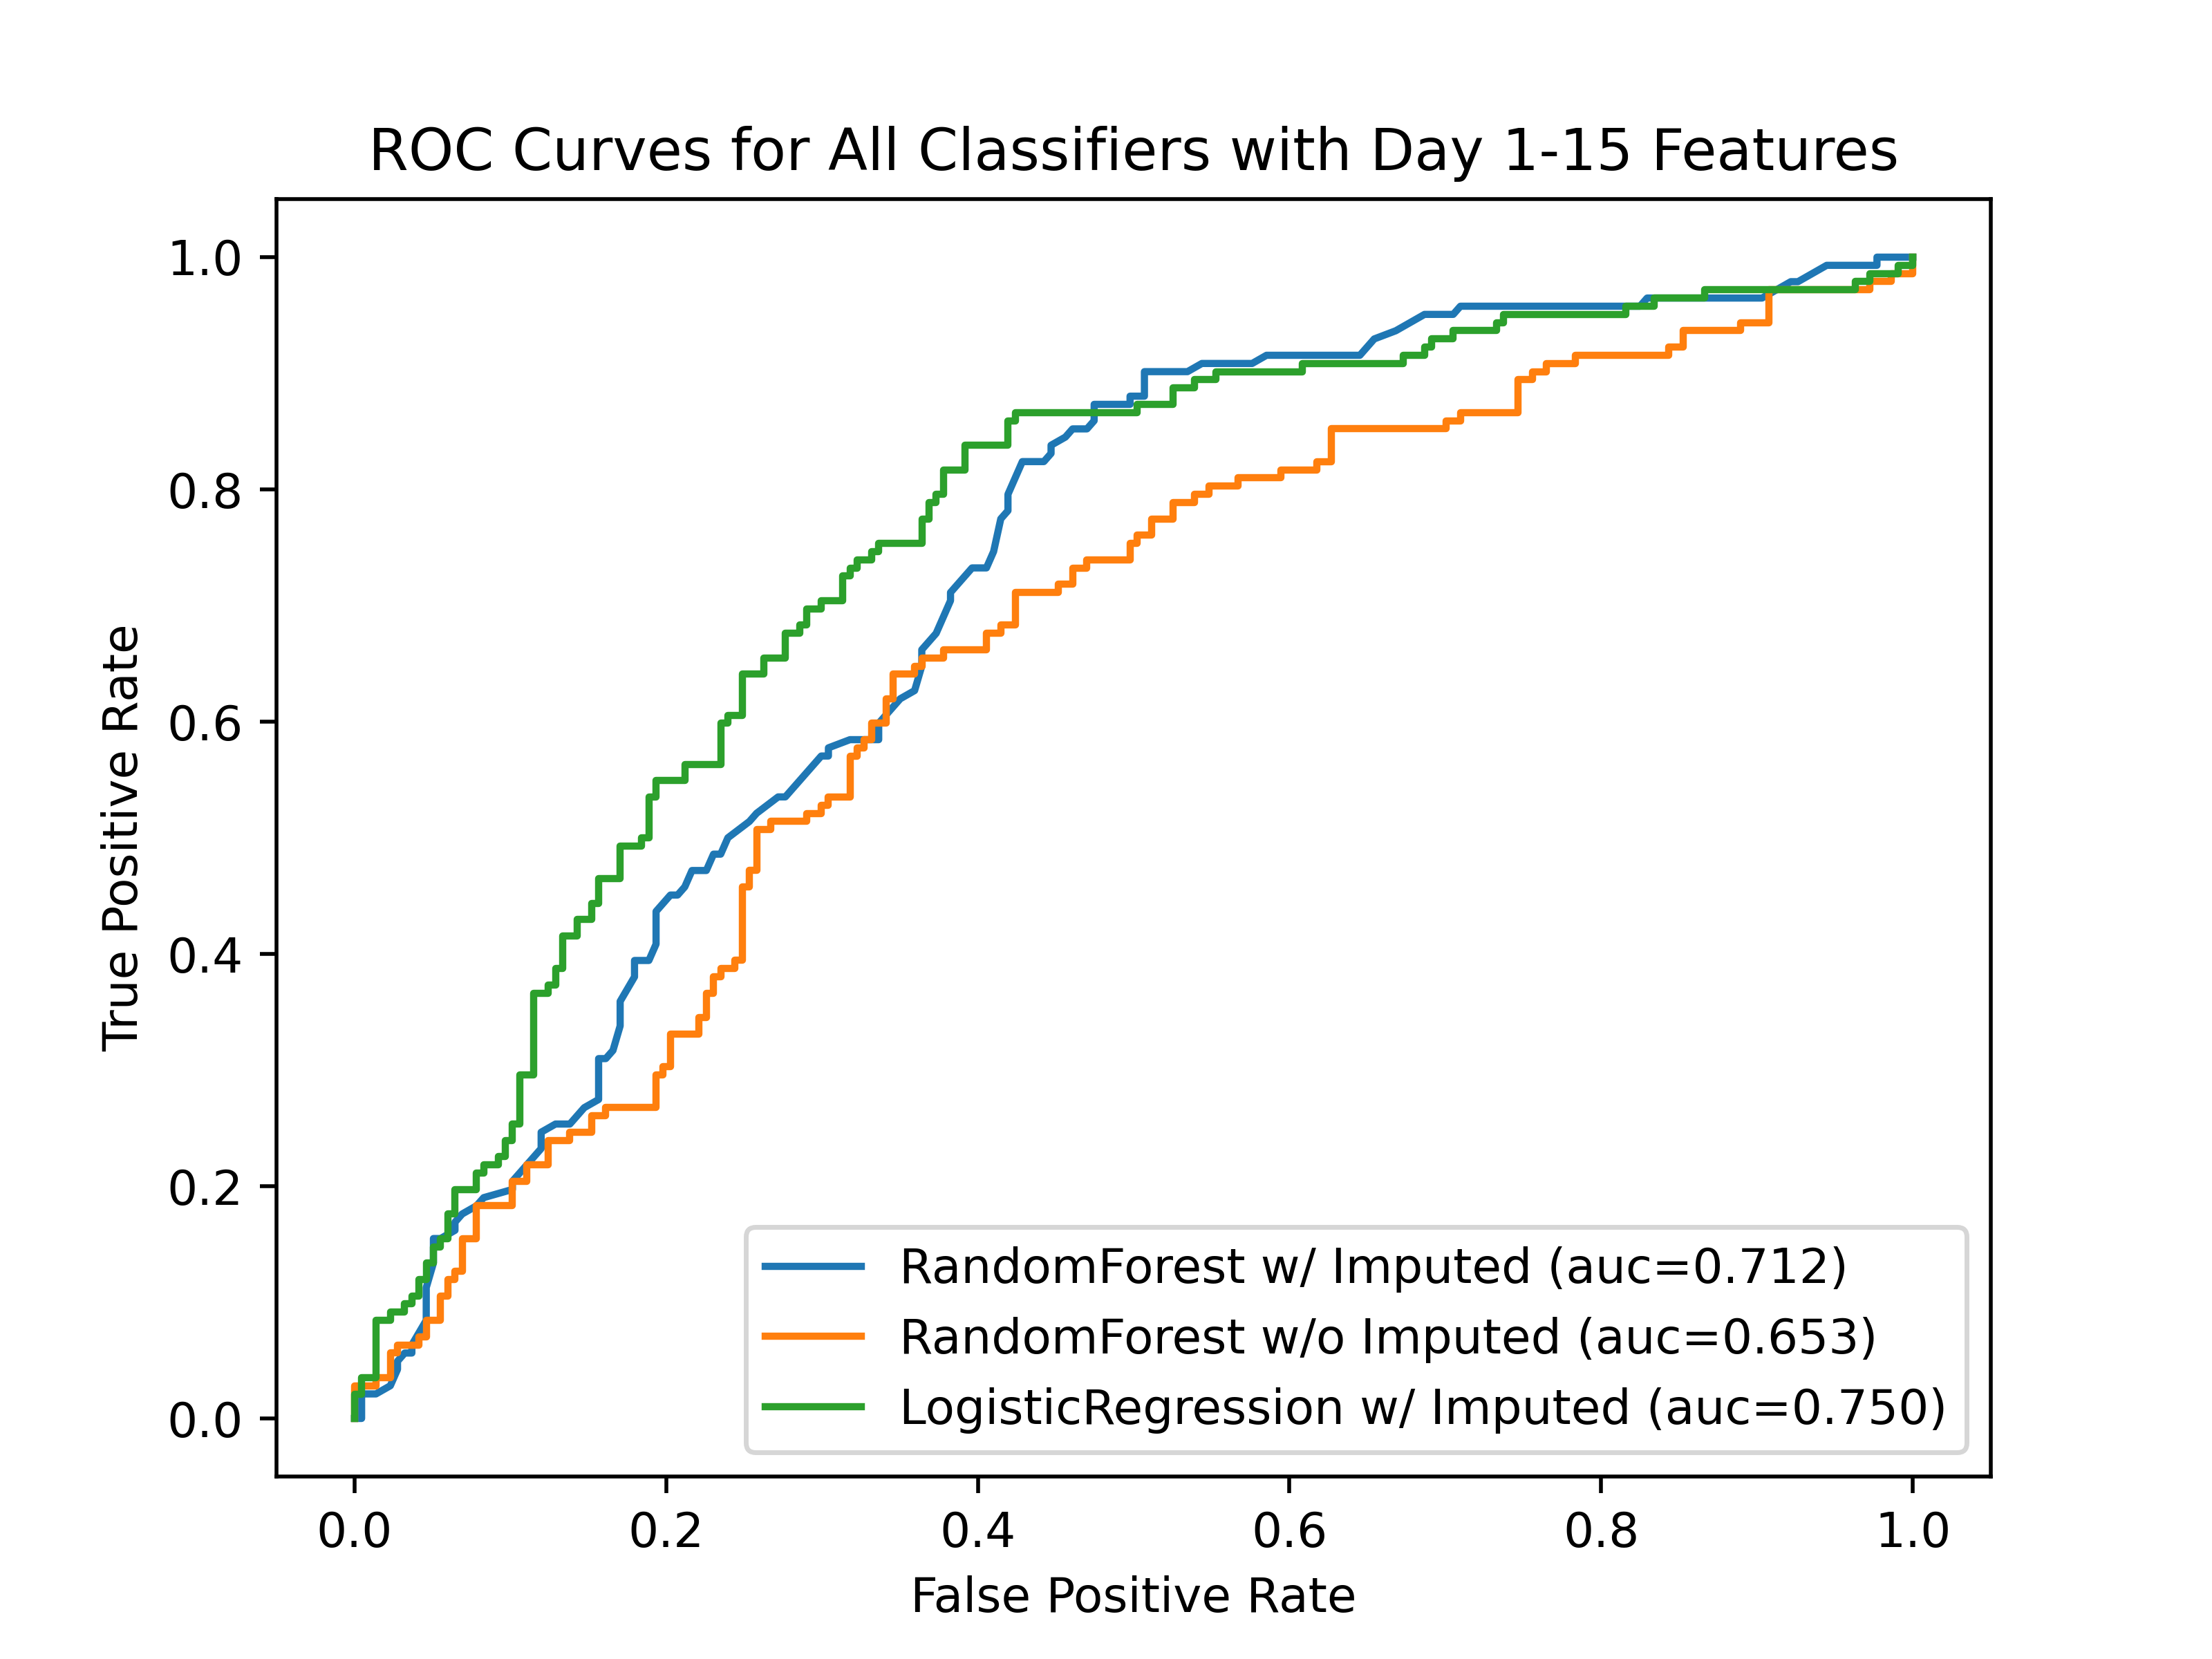 ROC Curves for All Classifiers with Day 1-15 Features
1.0
0.8
0.6
0.4
0.2
0.0
True Positive Rate
RandomForest w/ Imputed (auc=0.712)
RandomForest w/o Imputed (auc=0.653)
LogisticRegression w/ Imputed (auc=0.750)
0.0 0.2 0.4 0.6 0.8 1.0
False Positive Rate